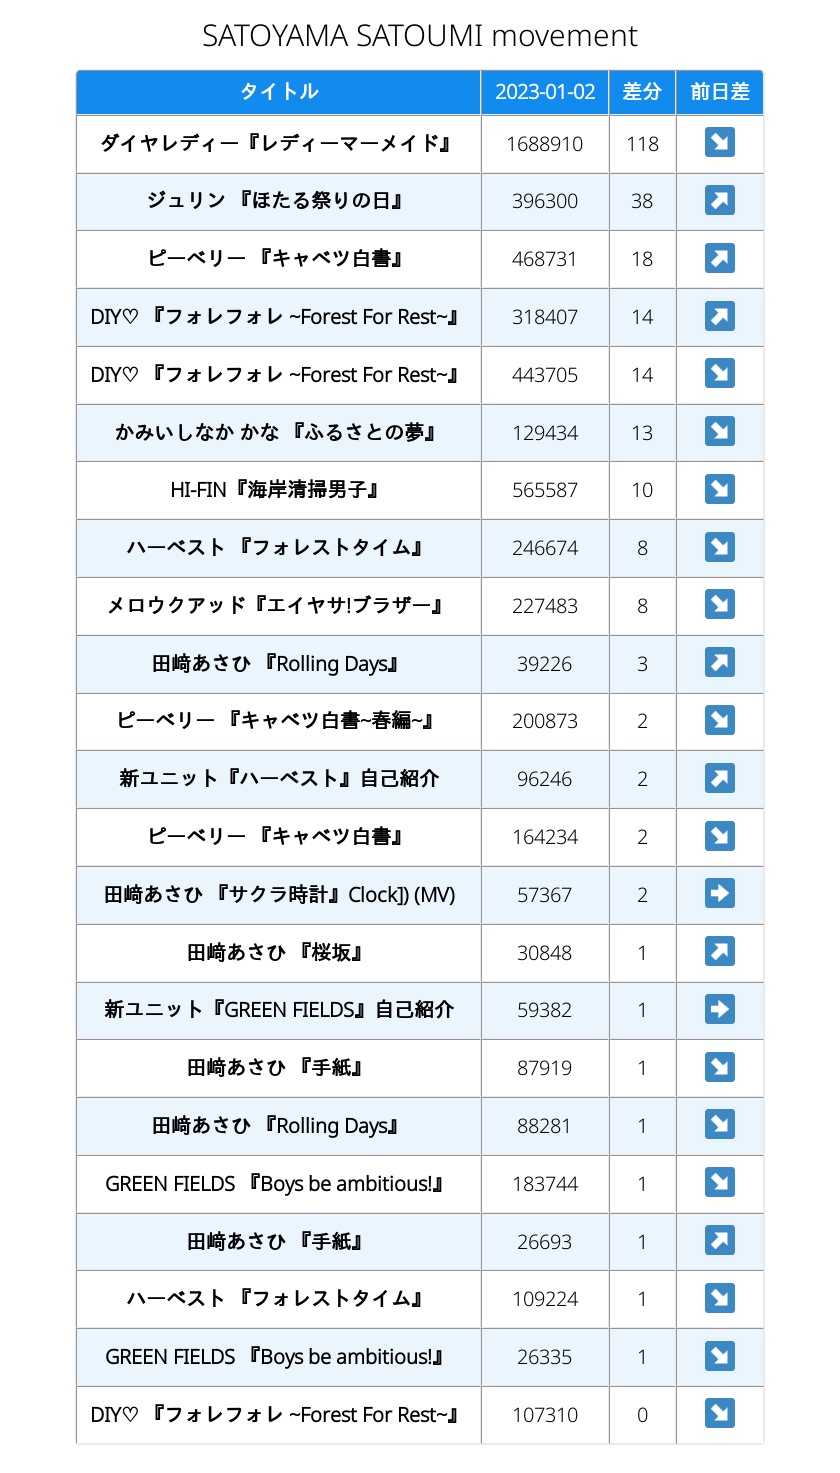 SATOYAMA SATOUMI movement
タイトル 2023-01-02 差分 前日差
ダイヤレディー『レディーマーメイド』 1688910 118 ↘
ジュリン 『ほたる祭りの日』 396300 38 ↗
ピーベリー 『キャベツ白書』 468731 18 ↗
DIY♡ 『フォレフォレ ~Forest For Rest~』 318407 14 ↗
DIY♡ 『フォレフォレ ~Forest For Rest~』 443705 14 ↘
かみいしなか かな 『ふるさとの夢』 129434 13 ↘
HI-FIN『海岸清掃男子』 565587 10 ↘
ハーベスト 『フォレストタイム』 246674 8 ↘
メロウクアッド『エイヤサ!ブラザー』 227483 8 ↘
田﨑あさひ 『Rolling Days』 39226 3 ↗
ピーベリー 『キャベツ白書~春編~』 200873 2 ↘
新ユニット『ハーベスト』自己紹介 96246 2 ↗
ピーベリー 『キャベツ白書』 164234 2 ↘
田﨑あさひ 『サクラ時計』Clock]) (MV) 57367 2 →
田﨑あさひ 『桜坂』 30848 1 ↗
新ユニット『GREEN FIELDS』自己紹介 59382 1 →
田﨑あさひ 『手紙』 87919 1 ↘
田﨑あさひ 『Rolling Days』 88281 1 ↘
GREEN FIELDS 『Boys be ambitious!』 183744 1 ↘
田﨑あさひ 『手紙』 26693 1 ↗
ハーベスト 『フォレストタイム』 109224 1 ↘
GREEN FIELDS 『Boys be ambitious!』 26335 1 ↘
DIY♡ 『フォレフォレ ~Forest For Rest~』 107310 0 ↘